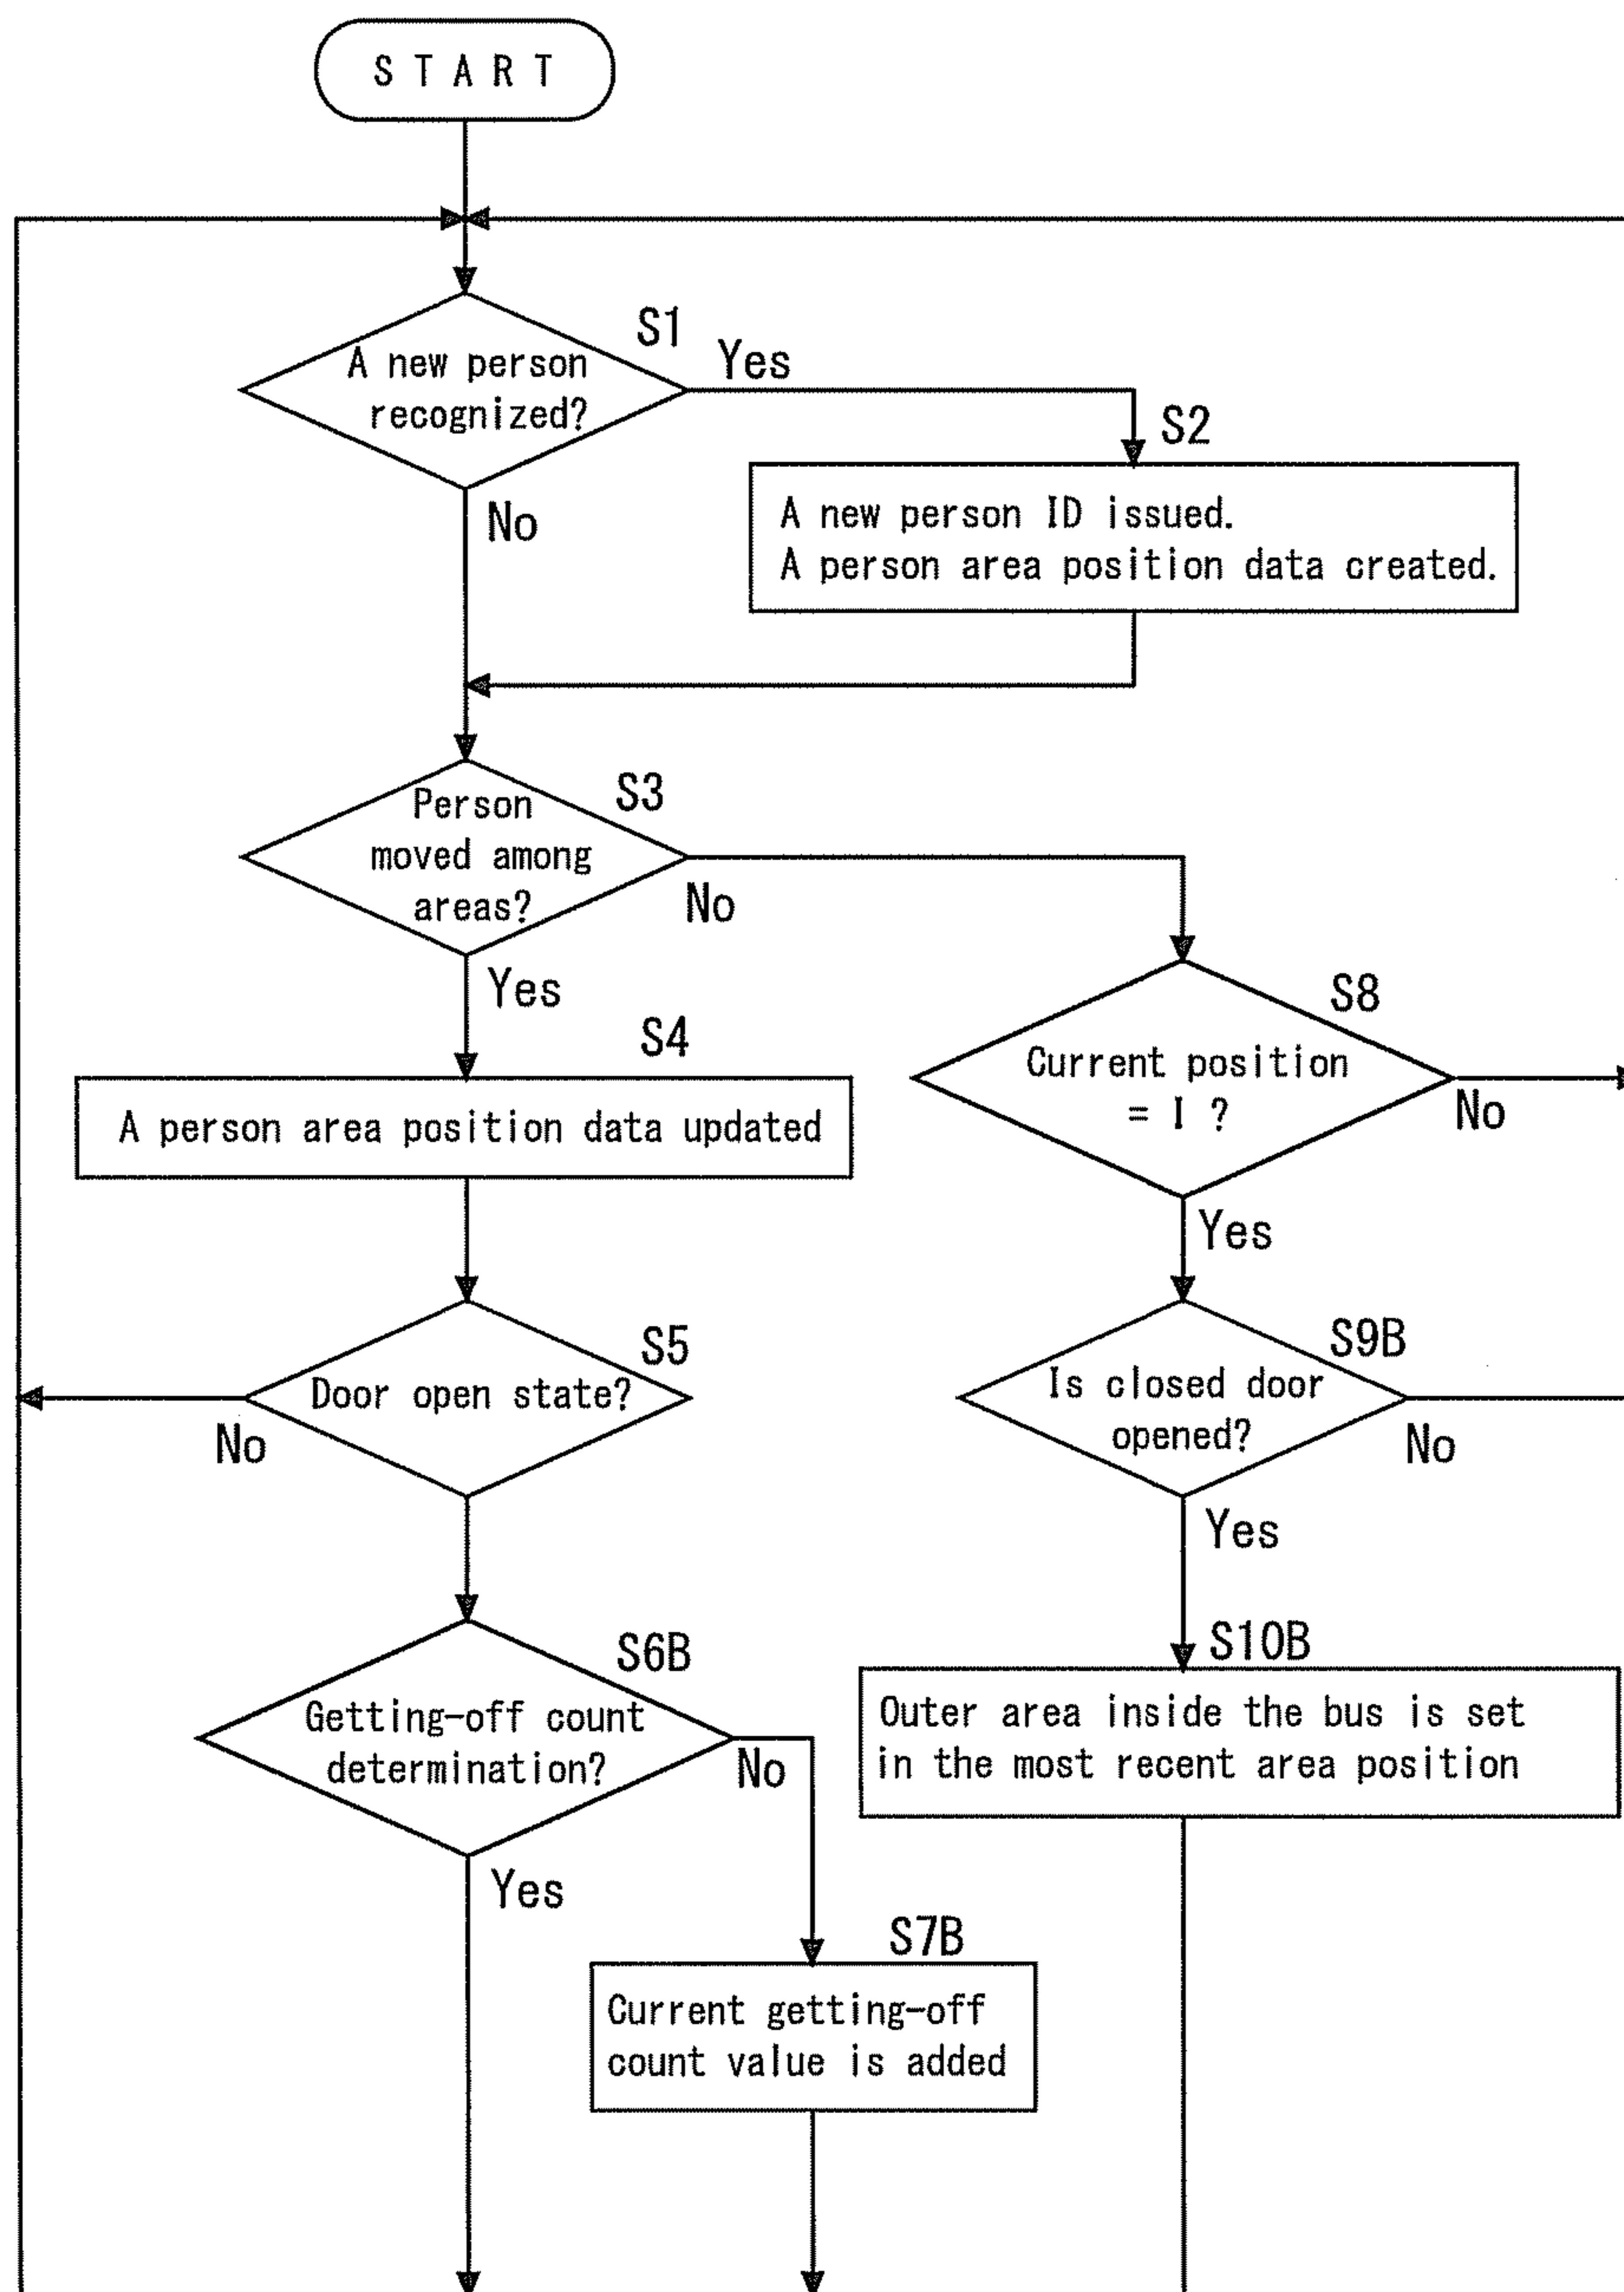 START
S1
A new person
recognized?
Yes
No
S2
A new person ID issued.
A person area position data created.
S3
Person
moved among
areas?
No
Yes
S4
A person area position data updated
S8
Current position
= I ?
No
Yes
S5
Door open state?
No
S9B
Is closed door
opened?
No
Yes
S6B
Getting-off count
determination?
No
Yes
S10B
Outer area inside the bus is set
in the most recent area position
S7B
Current getting-off
count value is added